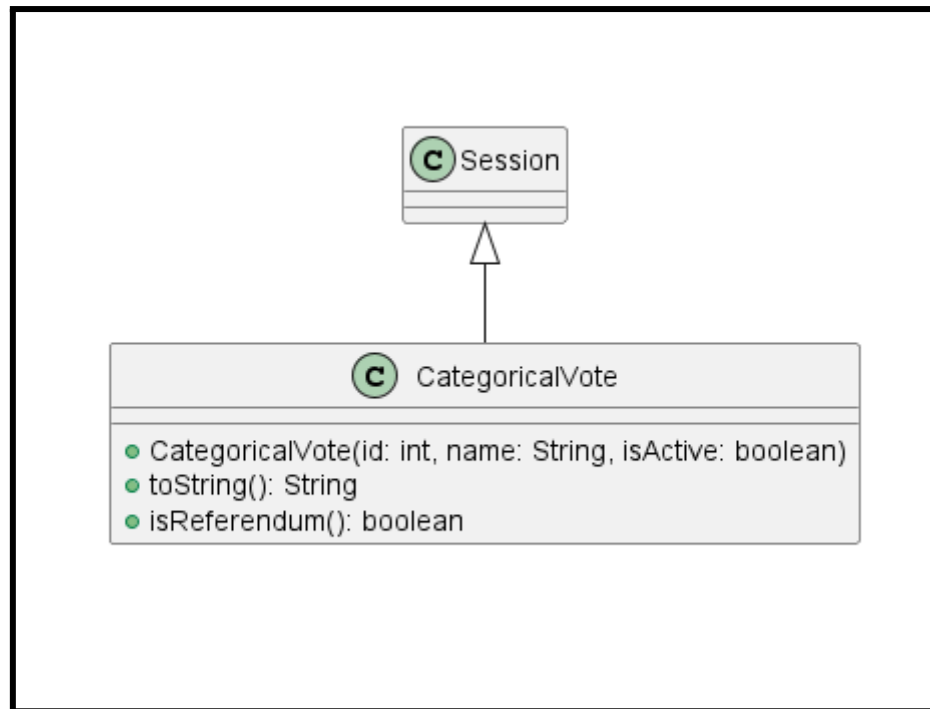 C Session
C CategoricalVote
CategoricalVote(id: int, name: String, isActive: boolean)
toString(): String
isReferendum(): boolean